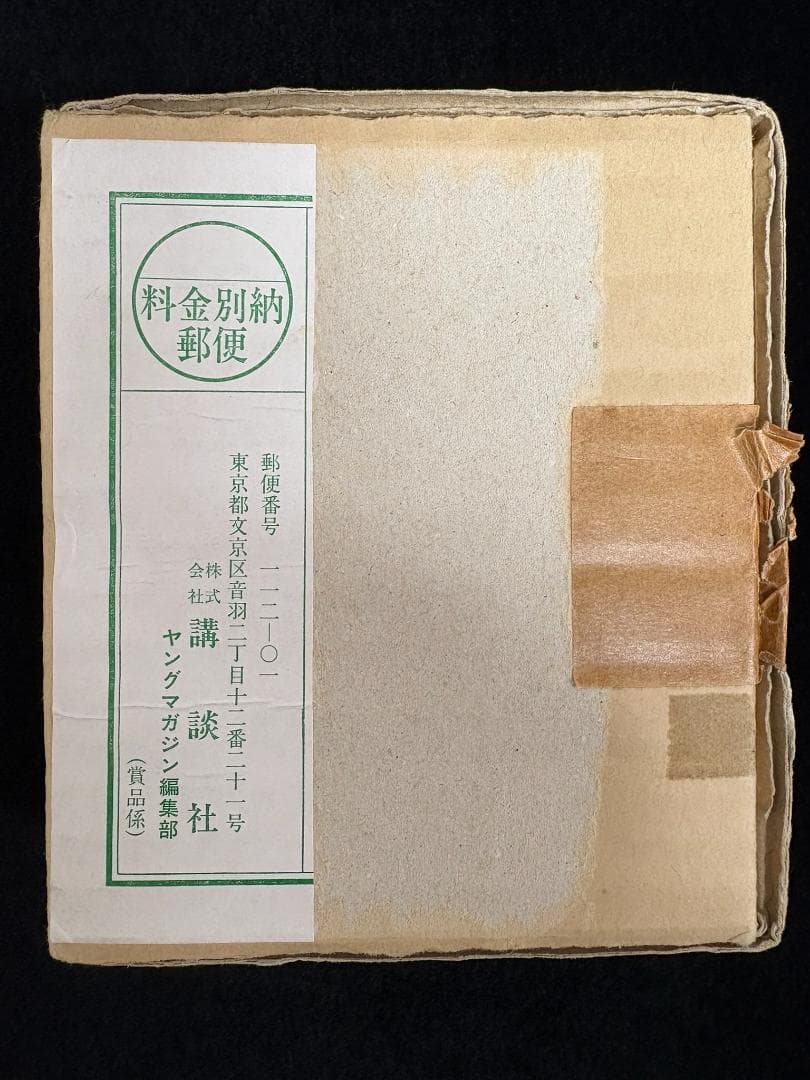 料金別納
郵便
郵便番号 一一二―〇一
東京都文京区音羽二丁目十二番二十一号
株式
会社
講談社
ヤングマガジン編集部
(賞品係)